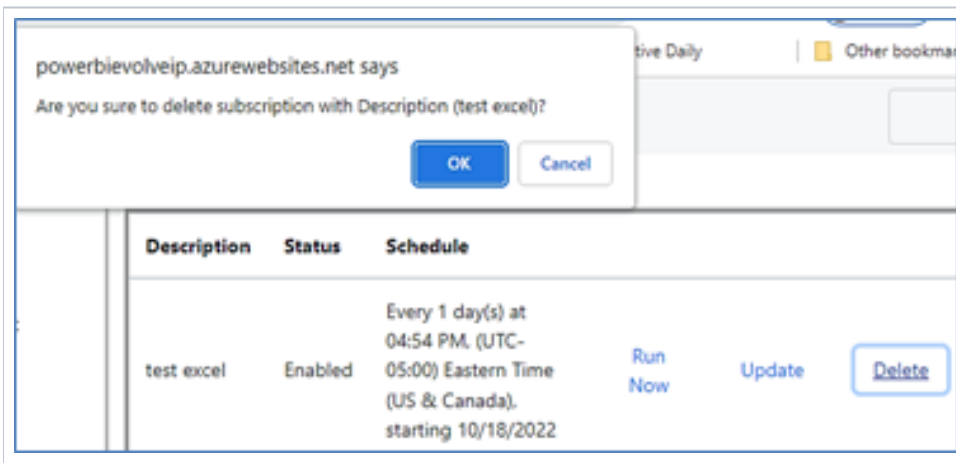 tive Daily
Other bookmar
powerbievolveip.azurewebsites.net says
Are you sure to delete subscription with Description (test excel)?
OK
Cancel
Description Status Schedule
test excel Enabled Every 1 day(s) at
04:54 PM, (UTC-
05:00) Eastern Time
(US & Canada),
starting 10/18/2022
Run
Now
Update
Delete